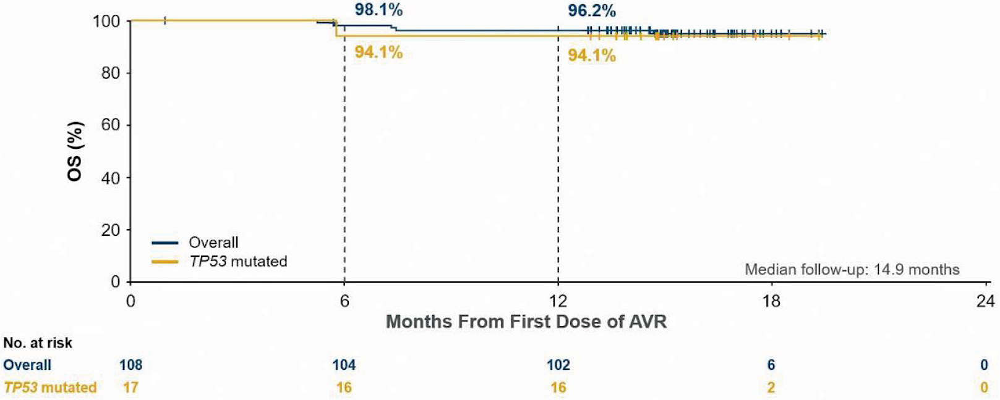 98.1%
96.2%
100
94.1%
94.1%
80
60
OS (%)
40
20
Overall
TP53 mutated
Median follow-up: 14.9 months
0
0 6 12 18 24
Months From First Dose of AVR
No. at risk
Overall 108 104 102 6 0
TP53 mutated 17 16 16 2 0